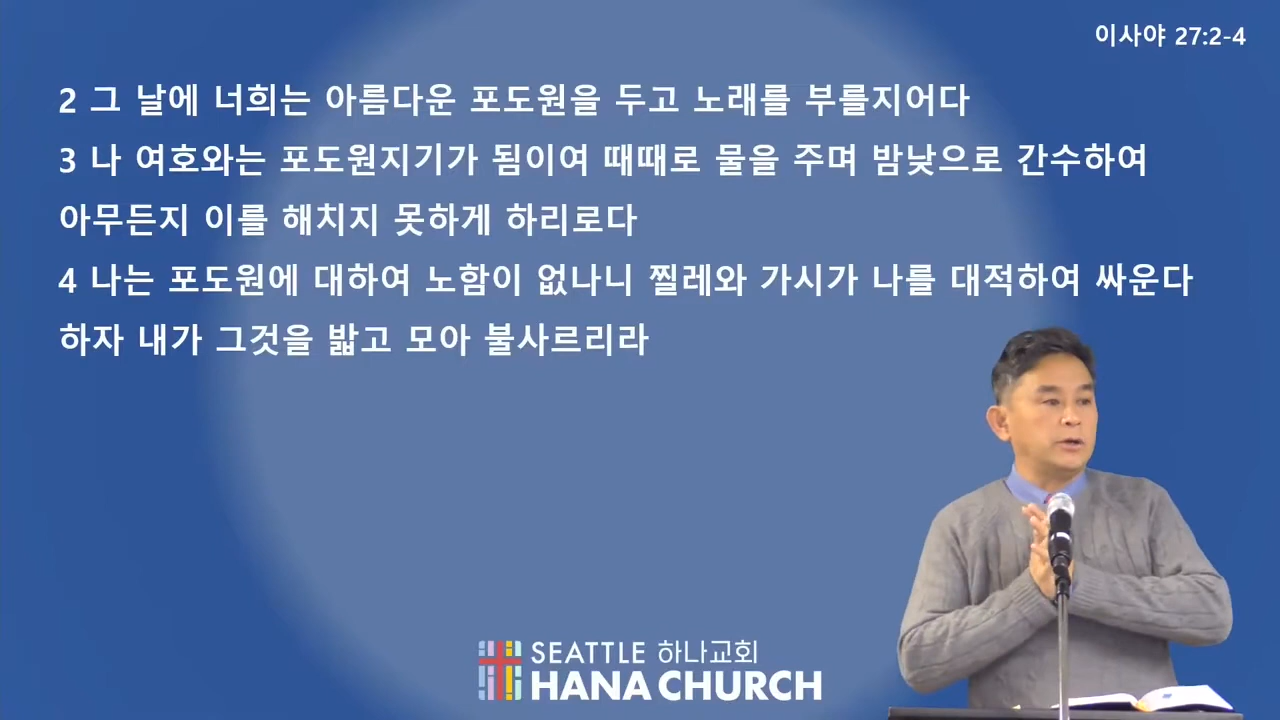 이사야 27:2-4
2 그 날에 너희는 아름다운 포도원을 두고 노래를 부를지어다
3 나 여호와는 포도원지기가 됨이여 때때로 물을 주며 밤낮으로 간수하여
아무든지 이를 해치지 못하게 하리로다
4 나는 포도원에 대하여 노함이 없나니 찔레와 가시가 나를 대적하여 싸운다
하자 내가 그것을 밟고 모아 불사르리라
SEATTLE 하나교회
HANA CHURCH